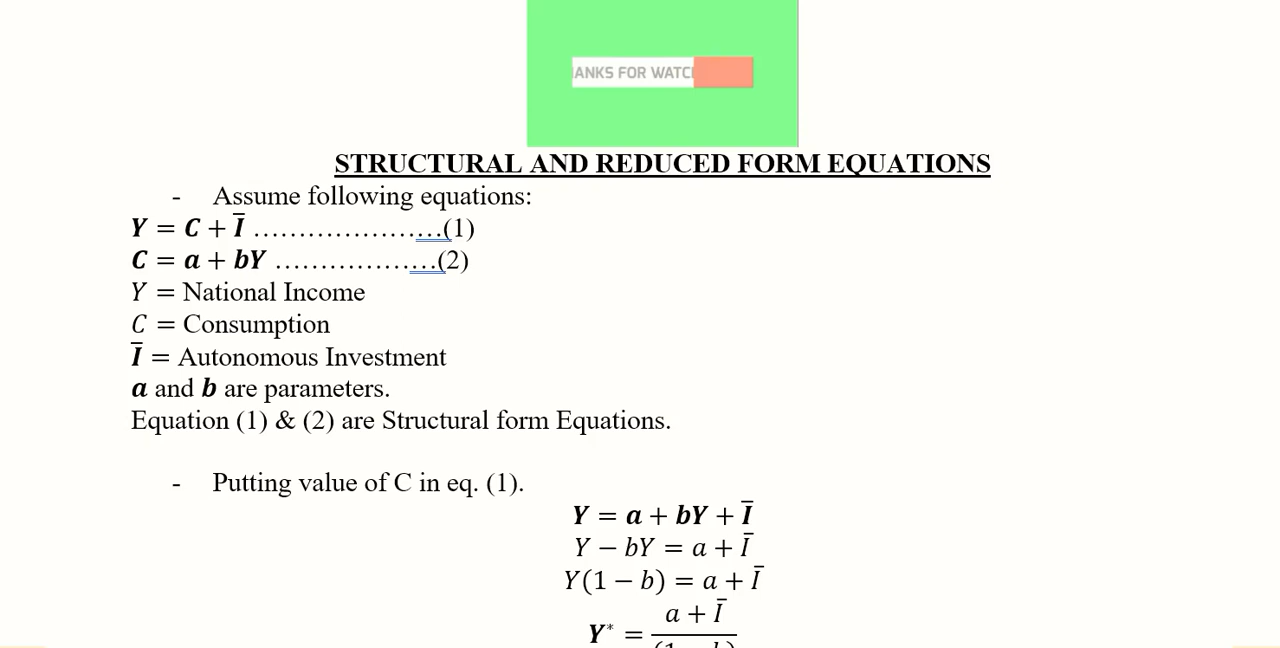 ANKS FOR WATC
STRUCTURAL AND REDUCED FORM EQUATIONS
- Assume following equations:
Y = C + Ī ........................(1)
C = a + bY .....................(2)
Y = National Income
C = Consumption
Ī = Autonomous Investment
a and b are parameters.
Equation (1) & (2) are Structural form Equations.
- Putting value of C in eq. (1).
Y = a + bY + Ī
Y − bY = a + Ī
Y(1 − b) = a + Ī
a + Ī
Y* =